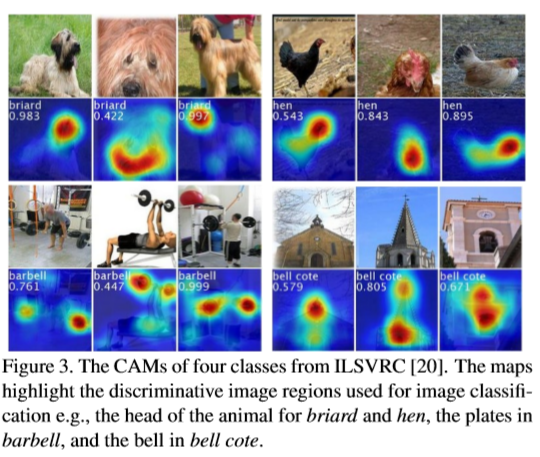 briard
0.983
briard
0.422
briard
0.997
hen
0.543
hen
0.843
hen
0.895
barbell
0.761
barbell
0.447
barbell
0.999
bell cote
0.579
bell cote
0.805
bell cote
0.671
Figure 3. The CAMs of four classes from ILSVRC [20]. The maps
highlight the discriminative image regions used for image classifi-
cation e.g., the head of the animal for briard and hen, the plates in
barbell, and the bell in bell cote.